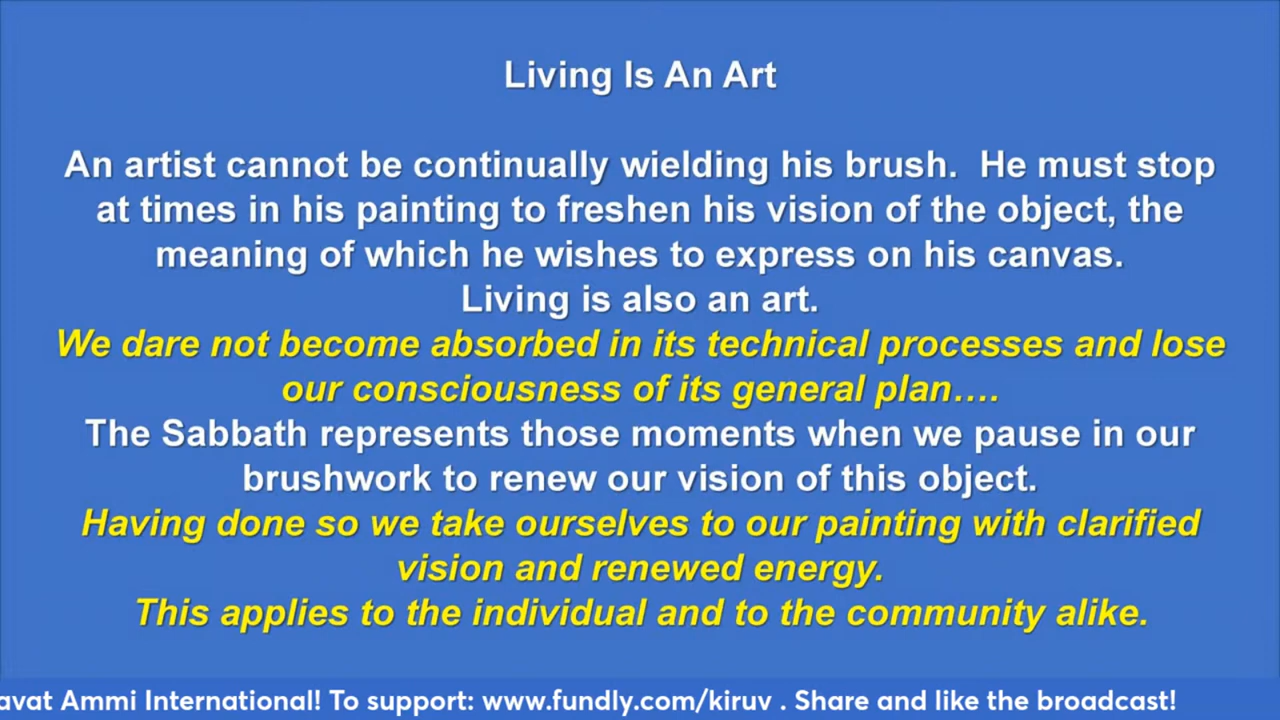 Living Is An Art
An artist cannot be continually wielding his brush.  He must stop
at times in his painting to freshen his vision of the object, the
meaning of which he wishes to express on his canvas.
Living is also an art.
We dare not become absorbed in its technical processes and lose
our consciousness of its general plan….
The Sabbath represents those moments when we pause in our
brushwork to renew our vision of this object.
Having done so we take ourselves to our painting with clarified
vision and renewed energy.
This applies to the individual and to the community alike.
avat Ammi International! To support: www.fundly.com/kiruv . Share and like the broadcast!